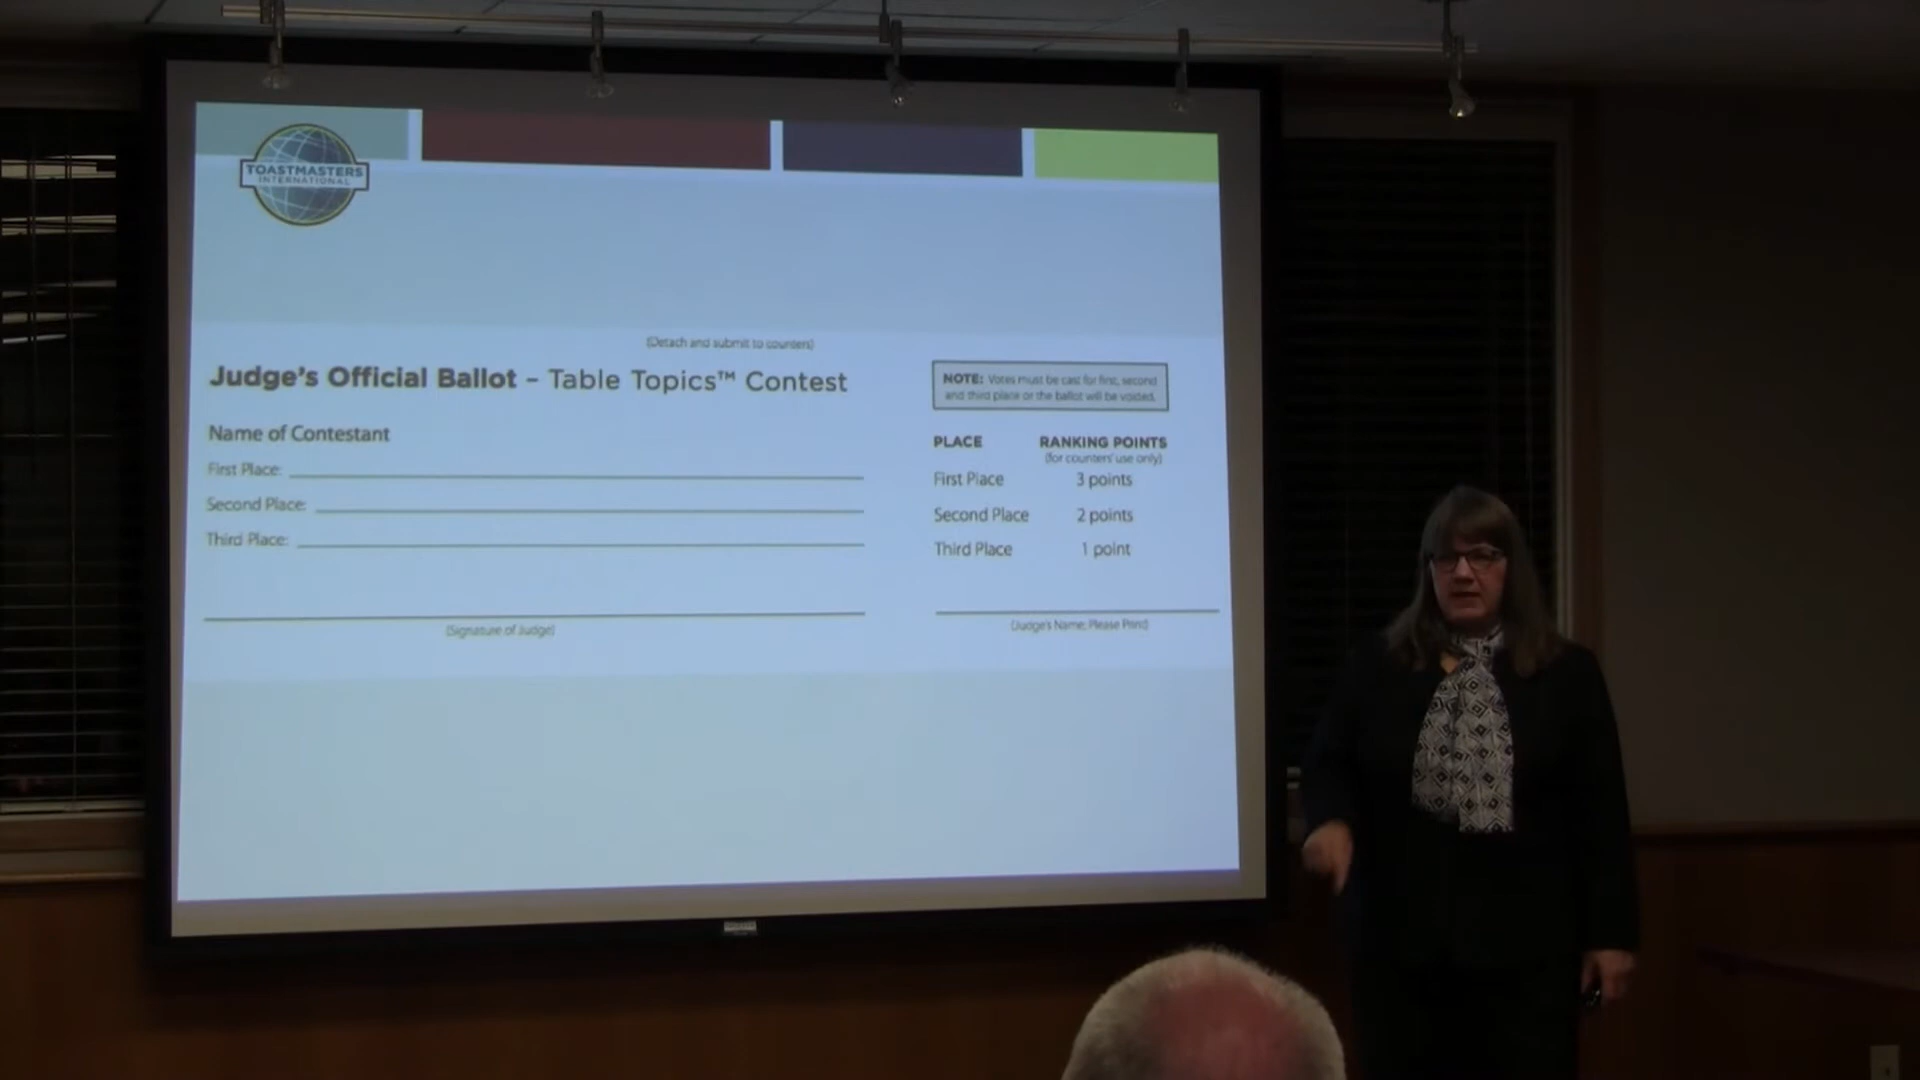 TOASTMASTERS
INTERNATIONAL
(Detach and submit to counters)
Judge's Official Ballot – Table Topics™ Contest
Name of Contestant
First Place:
Second Place:
Third Place:
(Signature of Judge)
NOTE: Votes must be cast for first, second
and third place or the ballot will be voided.
PLACE RANKING POINTS
(for counters' use only)
First Place 3 points
Second Place 2 points
Third Place 1 point
(Judge's Name, Please Print)